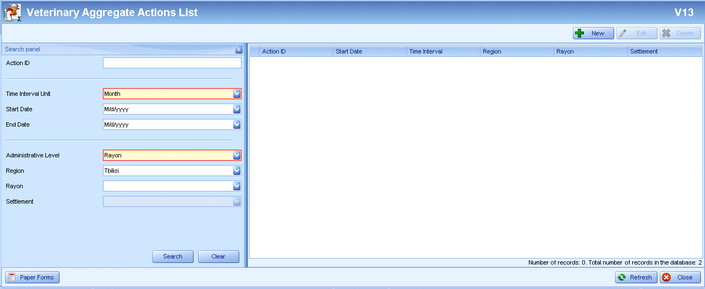 Veterinary Aggregate Actions List V13
New Edit Delete
Search panel
Action ID Start Date Time Interval Region Rayon Settlement
Action ID
Time Interval Unit Month
Start Date M/d/yyyy
End Date M/d/yyyy
Administrative Level Rayon
Region Tbilisi
Rayon
Settlement
Search Clear
Number of records: 0. Total number of records in the database: 2
Paper Forms Refresh Close